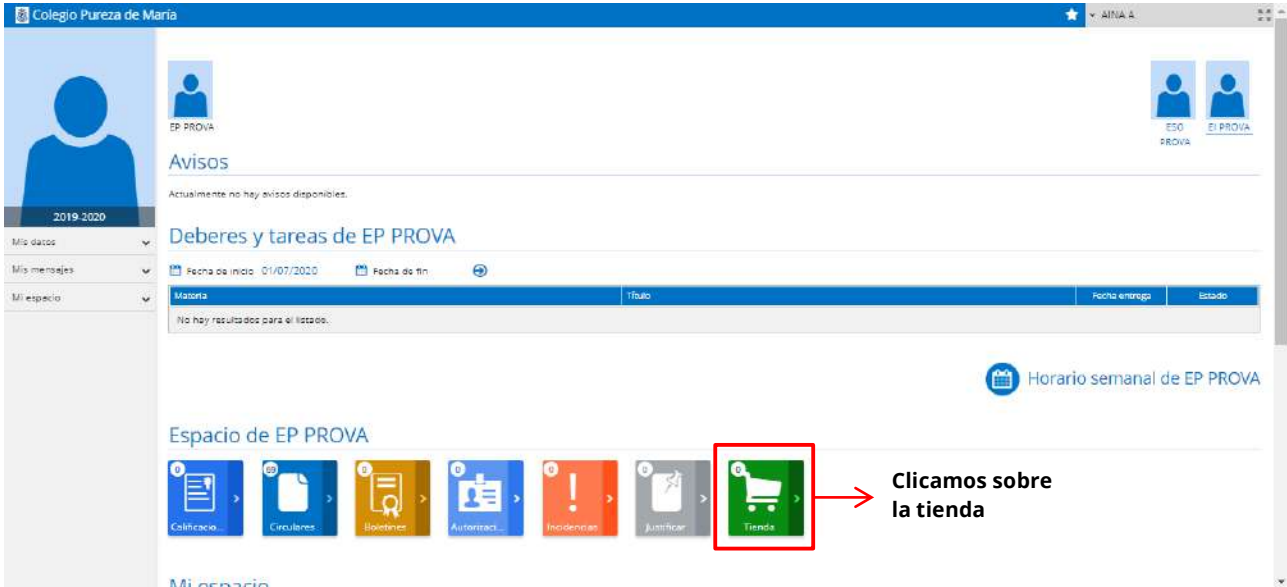 Colegio Pureza de María
AINA A.
EP PROVA
ESO
PROVA
EI PROVA
Avisos
Actualmente no hay avisos disponibles.
2019-2020
Mis datos
Mis mensajes
Mi espacio
Deberes y tareas de EP PROVA
Fecha de inicio 01/07/2020 Fecha de fin
Materia Título Fecha entrega Estado
No hay resultados para el listado.
Horario semanal de EP PROVA
Espacio de EP PROVA
0 69 0 0 0 0 0
Calificacio... Circulares Boletines Autorizaci... Incidencias Justificar Tienda
Clicamos sobre
la tienda
Mi espacio